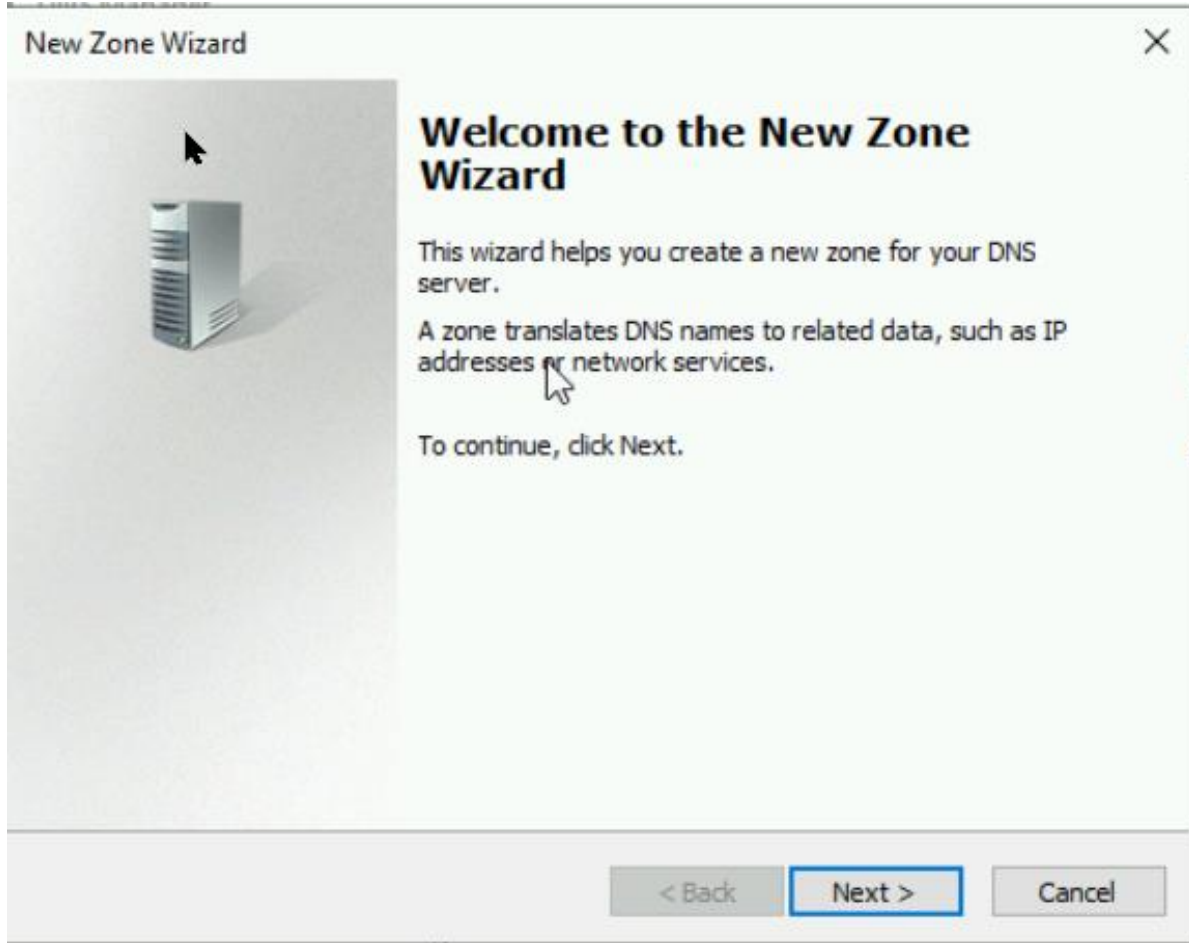 New Zone Wizard
Welcome to the New Zone
Wizard
This wizard helps you create a new zone for your DNS
server.
A zone translates DNS names to related data, such as IP
addresses or network services.
To continue, click Next.
< Back
Next >
Cancel